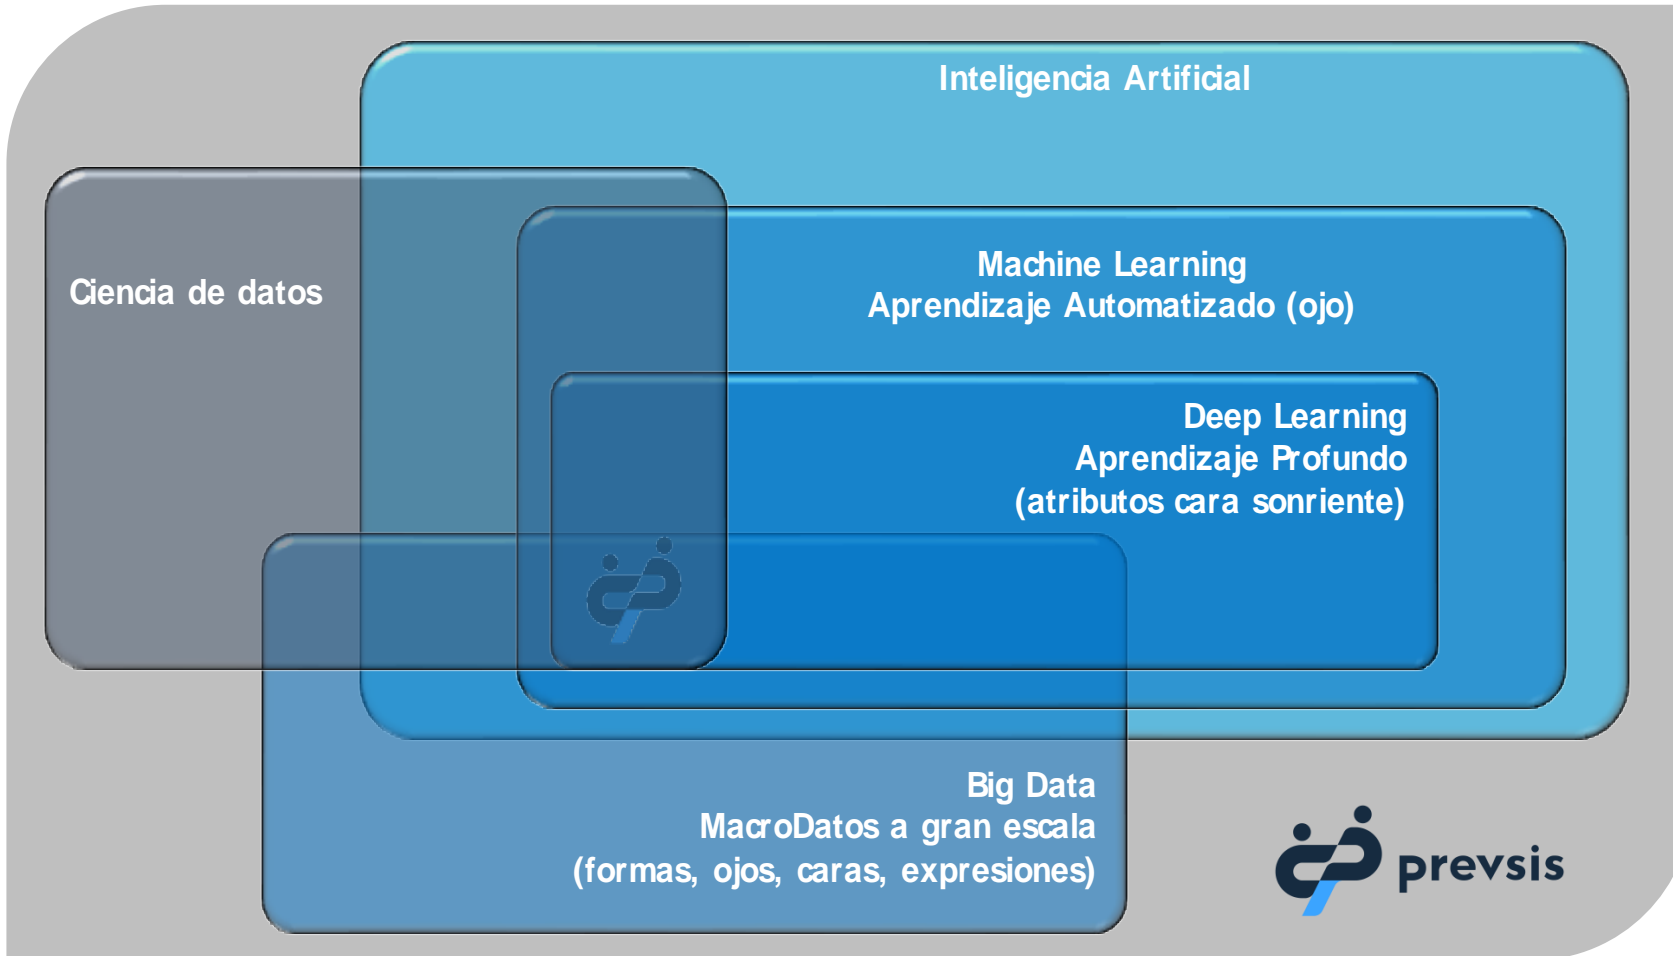 Inteligencia Artificial
Ciencia de datos
Machine Learning
Aprendizaje Automatizado (ojo)
Deep Learning
Aprendizaje Profundo
(atributos cara sonriente)
Big Data
MacroDatos a gran escala
(formas, ojos, caras, expresiones)
prevsis